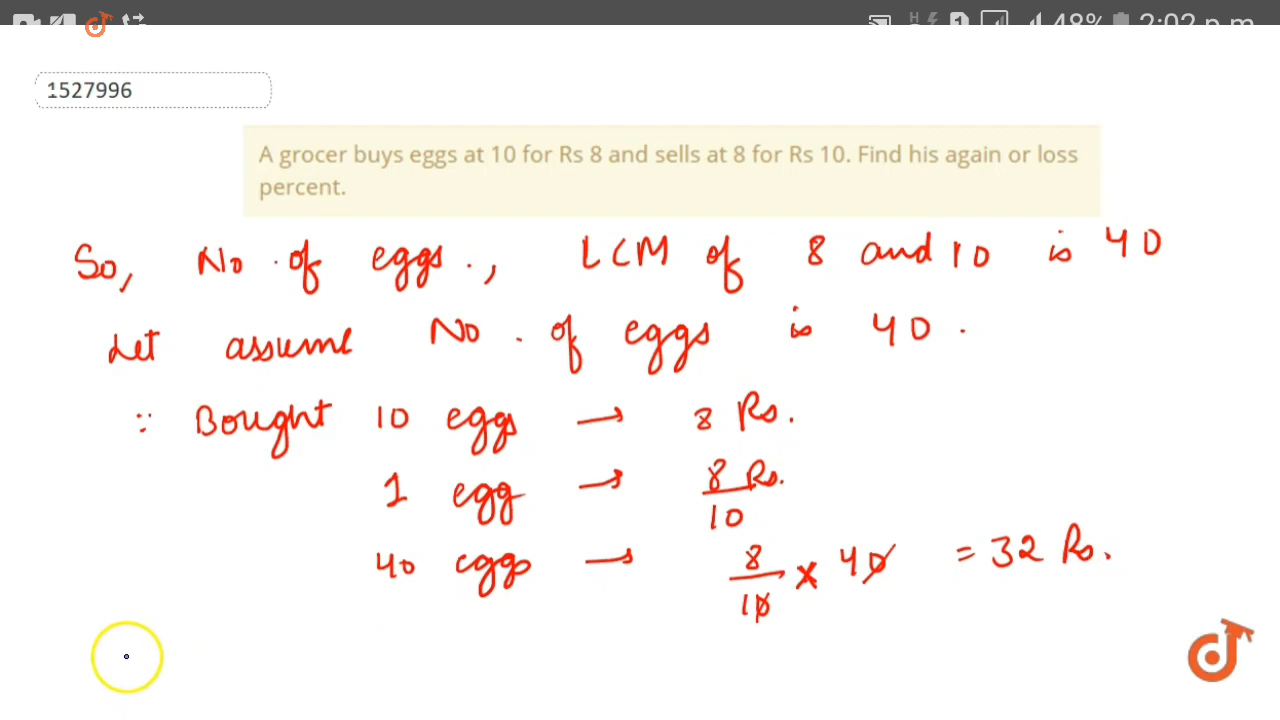 48% 2:02 p.m
1527996
A grocer buys eggs at 10 for Rs 8 and sells at 8 for Rs 10. Find his again or loss
percent.
So, No. of eggs., LCM of 8 and 10 is 40
Let assume No. of eggs is 40.
∵ Bought 10 eggs → 8 Rs.
1 egg → 8/10 Rs.
40 eggs → 8/10 × 40 = 32 Rs.